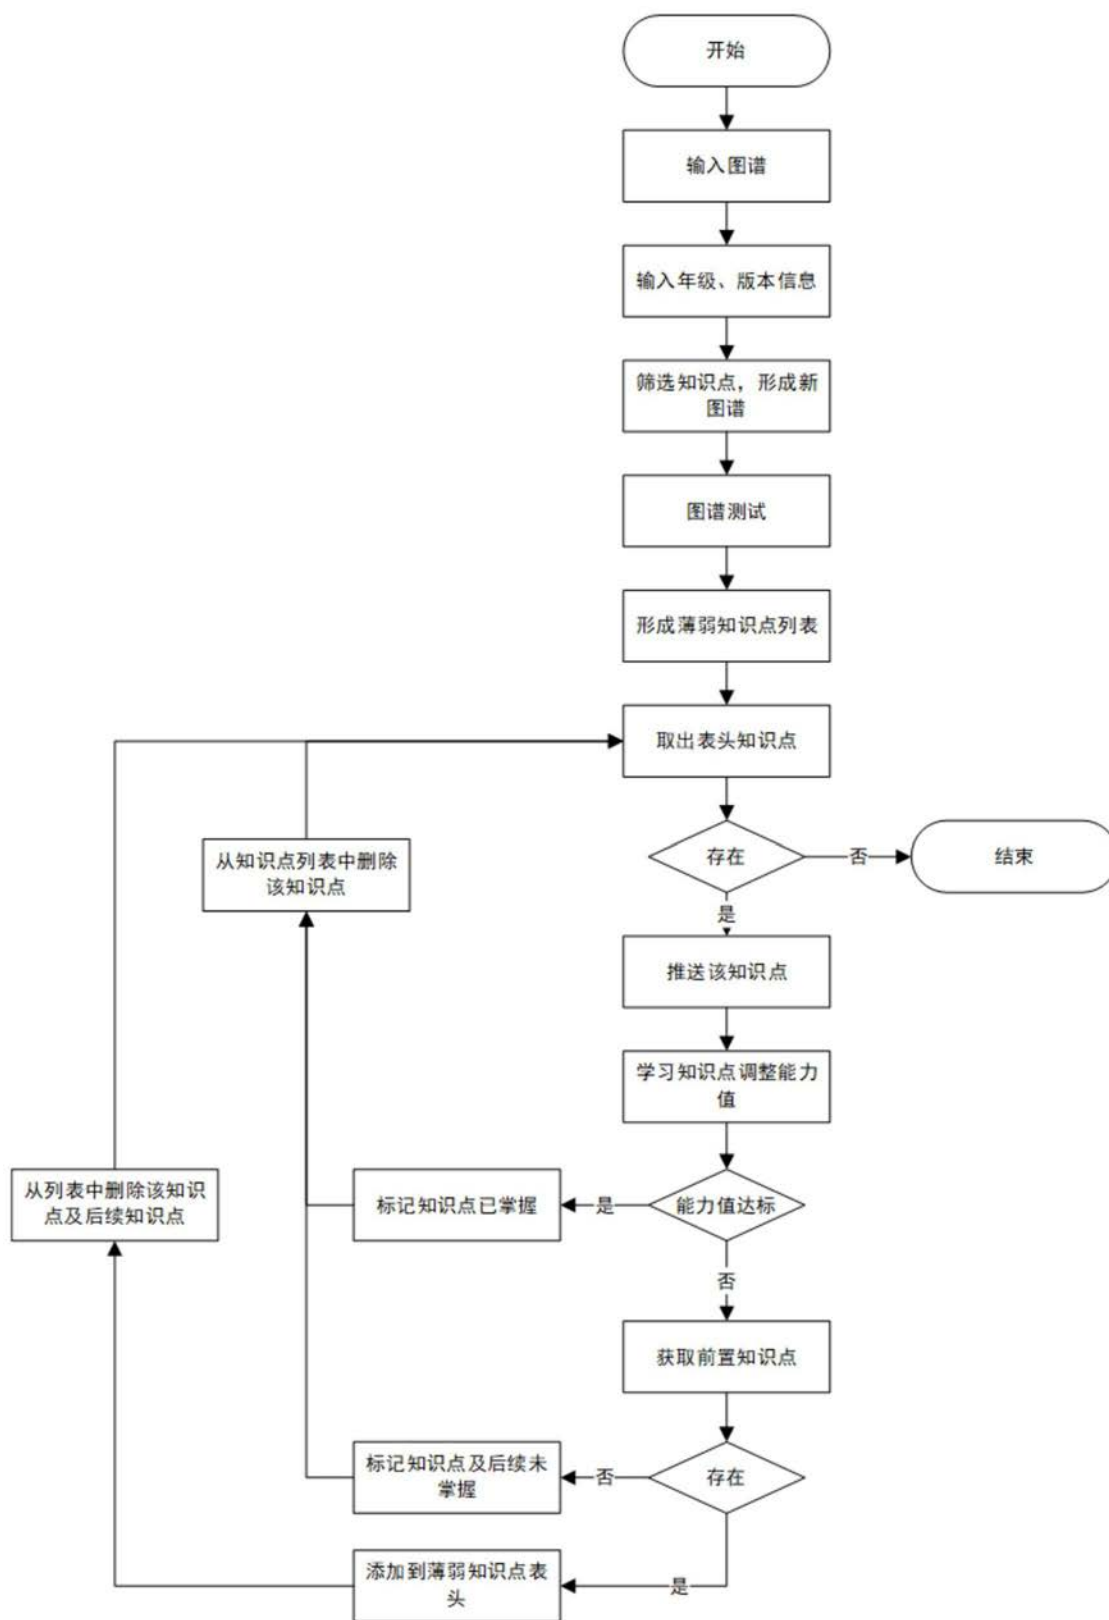 开始
输入图谱
输入年级、版本信息
筛选知识点，形成新
图谱
图谱测试
形成薄弱知识点列表
取出表头知识点
存在
否
结束
从知识点列表中删除
该知识点
是
推送该知识点
学习知识点调整能力
值
从列表中删除该知识
点及后续知识点
标记知识点已掌握
是
能力值达标
否
获取前置知识点
标记知识点及后续未
掌握
否
存在
添加到薄弱知识点表
头
是